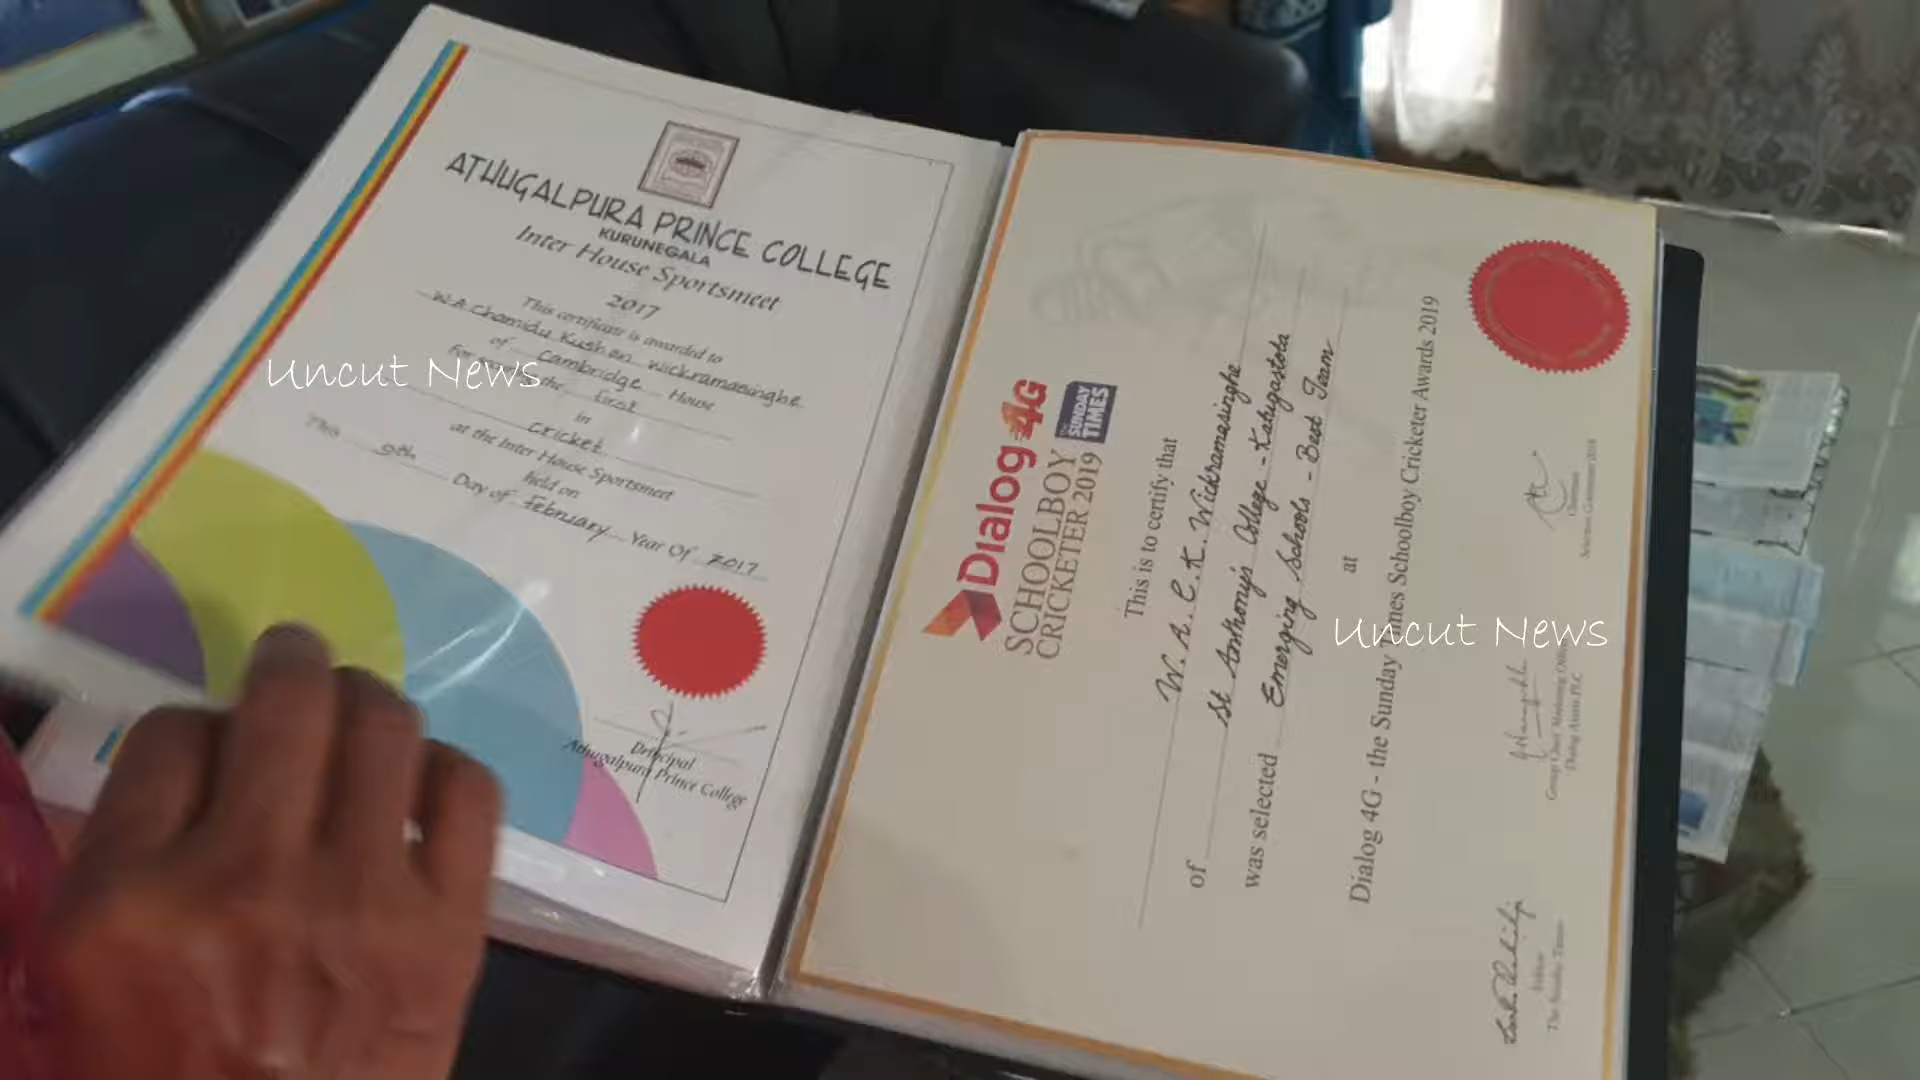 ATHUGALPURA PRINCE COLLEGE
KURUNEGALA
Inter House Sportsmeet
2017
This certificate is awarded to
W.A. Chamidu Kushan Wickramasinghe
of Cambridge House
For the first
in
cricket
at the Inter House Sportsmeet
held on
This 9th Day of February Year Of 2017
Principal
Athugalpura Prince College
Uncut News
Dialog 4G
THE SUNDAY TIMES
SCHOOLBOY
CRICKETER 2019
This is to certify that
W. A. C. K. Wickramasinghe
of St Anthony's College - Katugastota
was selected Emerging Schools - Best Team
at
Dialog 4G - the Sunday Times Schoolboy Cricketer Awards 2019
Editor
The Sunday Times
Dialog Axiata PLC
Uncut News